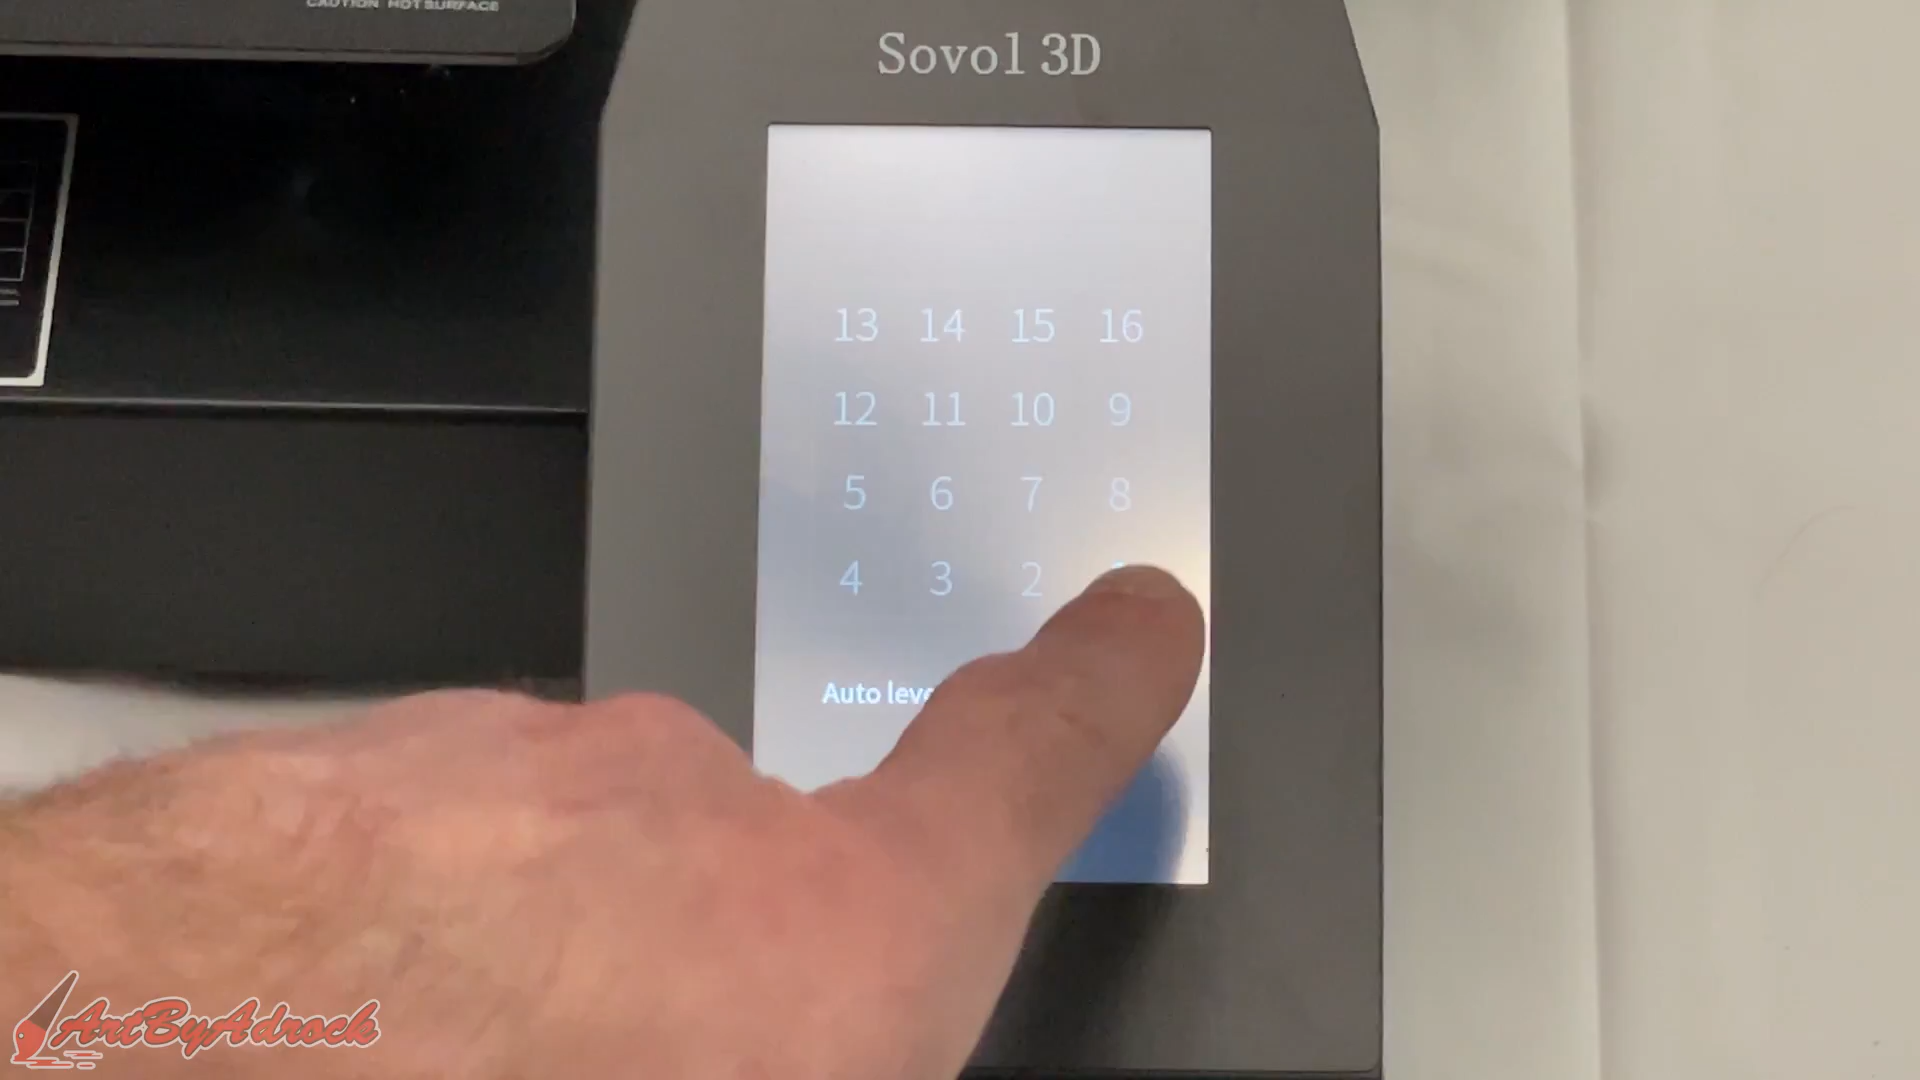 CAUTION HOT SURFACE
Sovol 3D
13 14 15 16
12 11 10 9
5 6 7 8
4 3 2
Auto
ArtByAdrock